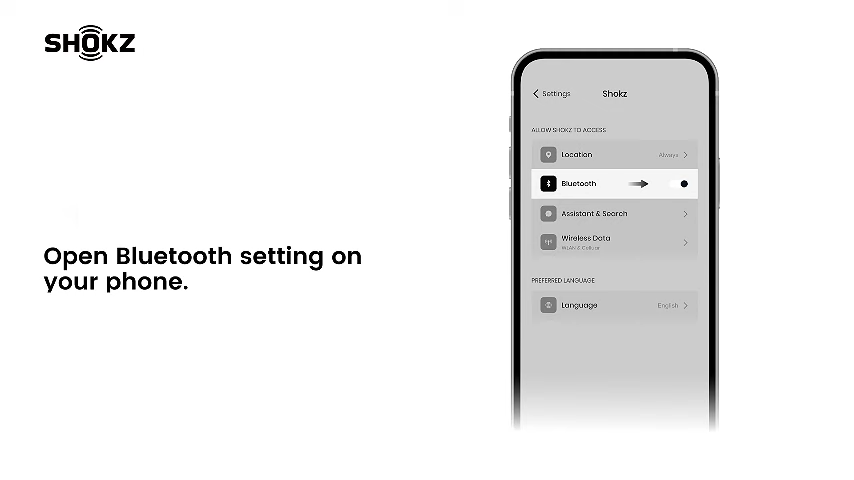 SHOKZ
Open Bluetooth setting on
your phone.
Settings
Shokz
ALLOW SHOKZ TO ACCESS
Location
Always
Bluetooth
Assistant & Search
Wireless Data
WLAN & Cellular
PREFERRED LANGUAGE
Language
English